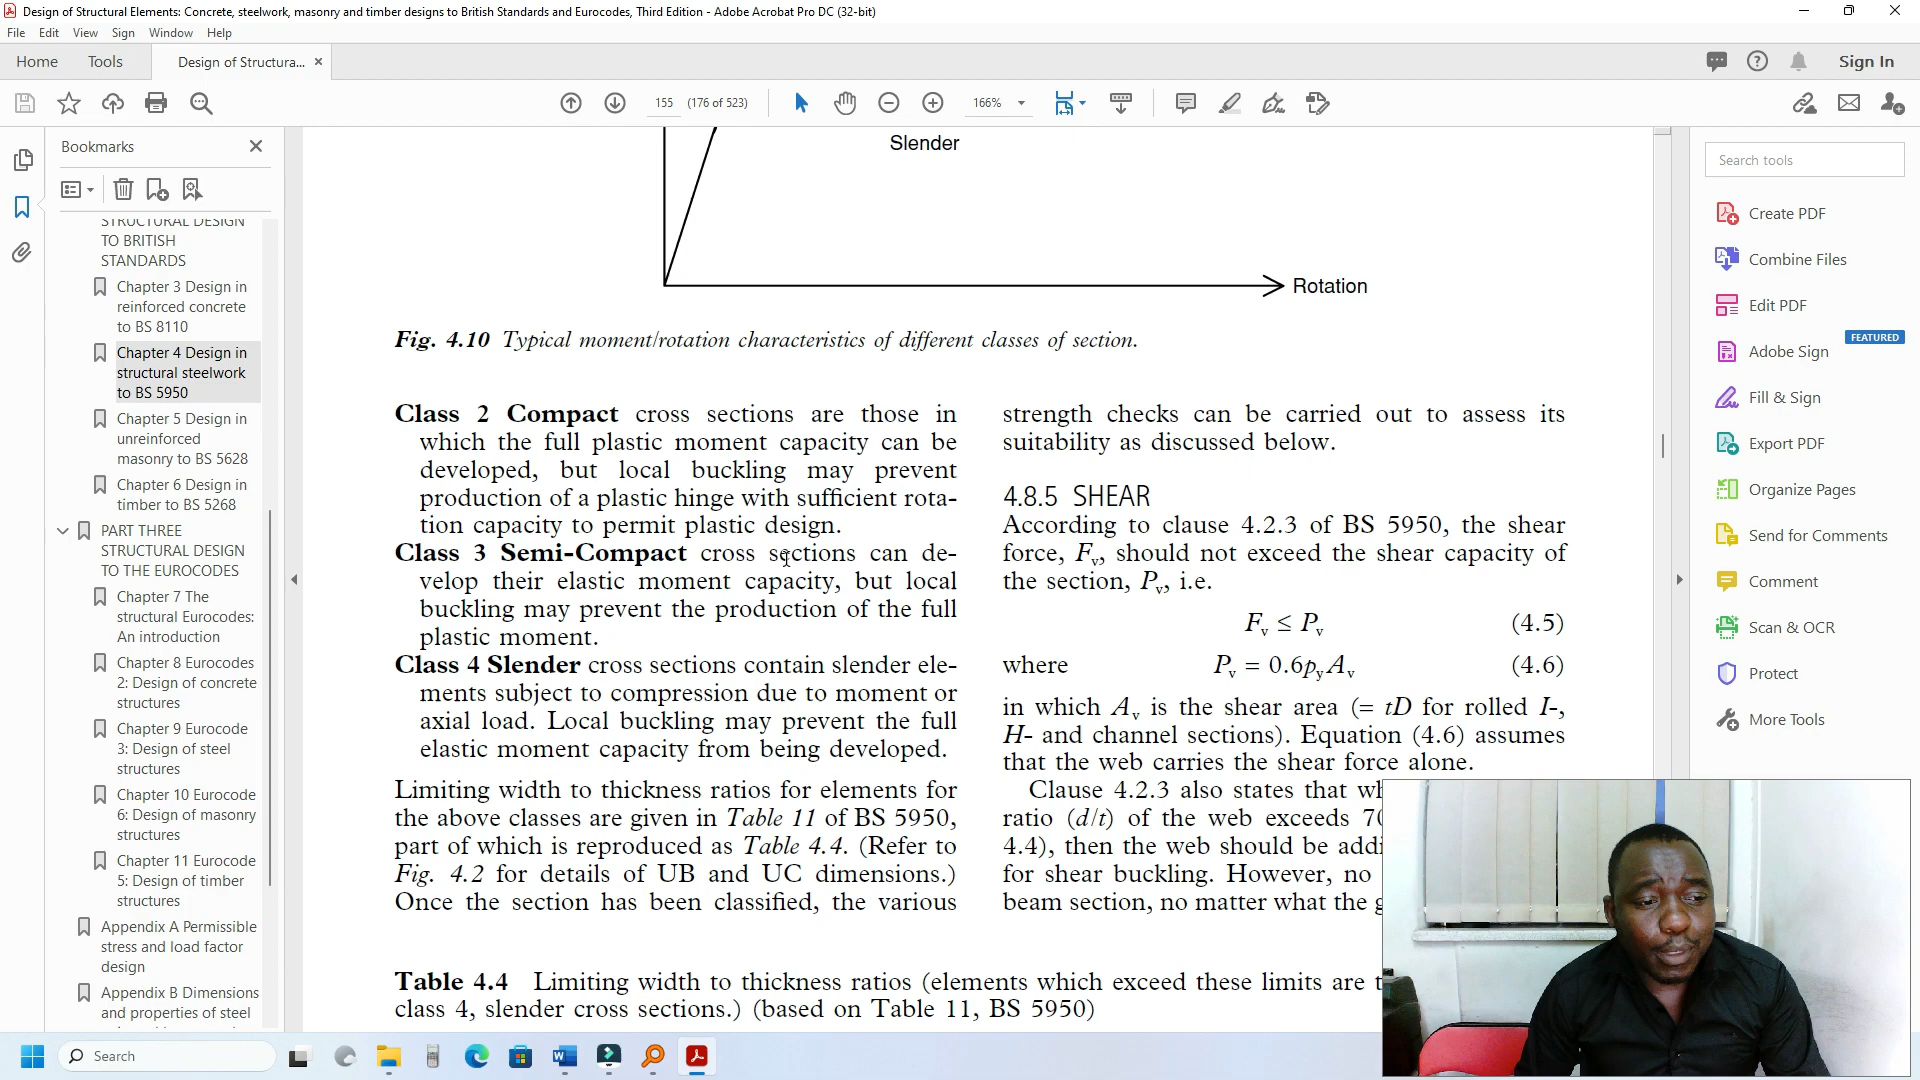 Design of Structural Elements: Concrete, steelwork, masonry and timber designs to British Standards and Eurocodes, Third Edition - Adobe Acrobat Pro DC (32-bit)
File Edit View Sign Window Help
Home Tools Design of Structura... × Sign In
155 (176 of 523) 166%
Bookmarks
STRUCTURAL DESIGN
TO BRITISH
STANDARDS
Chapter 3 Design in
reinforced concrete
to BS 8110
Chapter 4 Design in
structural steelwork
to BS 5950
Chapter 5 Design in
unreinforced
masonry to BS 5628
Chapter 6 Design in
timber to BS 5268
PART THREE
STRUCTURAL DESIGN
TO THE EUROCODES
Chapter 7 The
structural Eurocodes:
An introduction
Chapter 8 Eurocodes
2: Design of concrete
structures
Chapter 9 Eurocode
3: Design of steel
structures
Chapter 10 Eurocode
6: Design of masonry
structures
Chapter 11 Eurocode
5: Design of timber
structures
Appendix A Permissible
stress and load factor
design
Appendix B Dimensions
and properties of steel
Slender
Rotation
Fig. 4.10 Typical moment/rotation characteristics of different classes of section.
Class 2 Compact cross sections are those in
which the full plastic moment capacity can be
developed, but local buckling may prevent
production of a plastic hinge with sufficient rota-
tion capacity to permit plastic design.
Class 3 Semi-Compact cross sections can de-
velop their elastic moment capacity, but local
buckling may prevent the production of the full
plastic moment.
Class 4 Slender cross sections contain slender ele-
ments subject to compression due to moment or
axial load. Local buckling may prevent the full
elastic moment capacity from being developed.
Limiting width to thickness ratios for elements for
the above classes are given in Table 11 of BS 5950,
part of which is reproduced as Table 4.4. (Refer to
Fig. 4.2 for details of UB and UC dimensions.)
Once the section has been classified, the various
strength checks can be carried out to assess its
suitability as discussed below.
4.8.5 SHEAR
According to clause 4.2.3 of BS 5950, the shear
force, Fv, should not exceed the shear capacity of
the section, Pv, i.e.
Fv ≤ Pv (4.5)
where Pv = 0.6pyAv (4.6)
in which Av is the shear area (= tD for rolled I-,
H- and channel sections). Equation (4.6) assumes
that the web carries the shear force alone.
Clause 4.2.3 also states that
ratio (d/t) of the web exceeds
4.4), then the web should be
for shear buckling. However, no
beam section, no matter what the
Table 4.4 Limiting width to thickness ratios (elements which exceed these limits are
class 4, slender cross sections.) (based on Table 11, BS 5950)
Search tools
Create PDF
Combine Files
Edit PDF
FEATURED
Adobe Sign
Fill & Sign
Export PDF
Organize Pages
Send for Comments
Comment
Scan & OCR
Protect
More Tools
Search